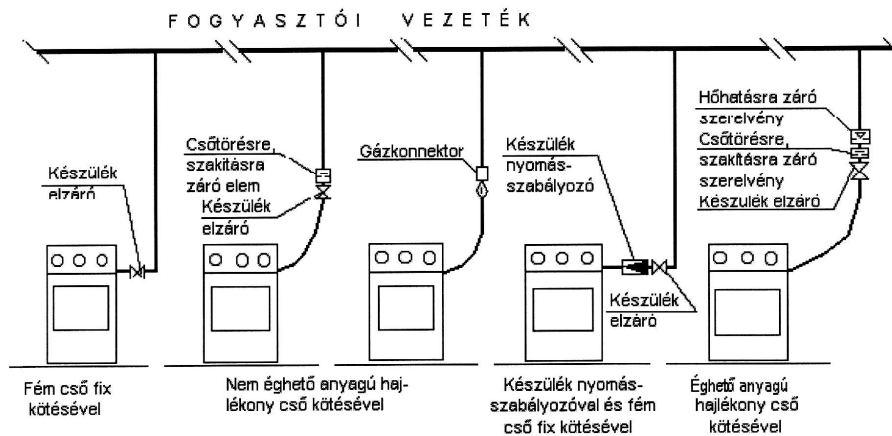 FOGYASZTÓI VEZETÉK
Készülék
elzáró
Csőtörésre,
szakításra
záró elem
Készülék
elzáró
Gázkonnektor
Készülék
nyomás-
szabályozó
Készülék
elzáró
Hőhatásra záró
szerelvény
Csőtörésre,
szakításra záró
szerelvény
Készülék elzáró
Fém cső fix
kötésével
Nem éghető anyagú haj-
lékony cső kötésével
Készülék nyomás-
szabályozóval és fém
cső fix kötésével
Éghető anyagú
hajlékony cső
kötésével